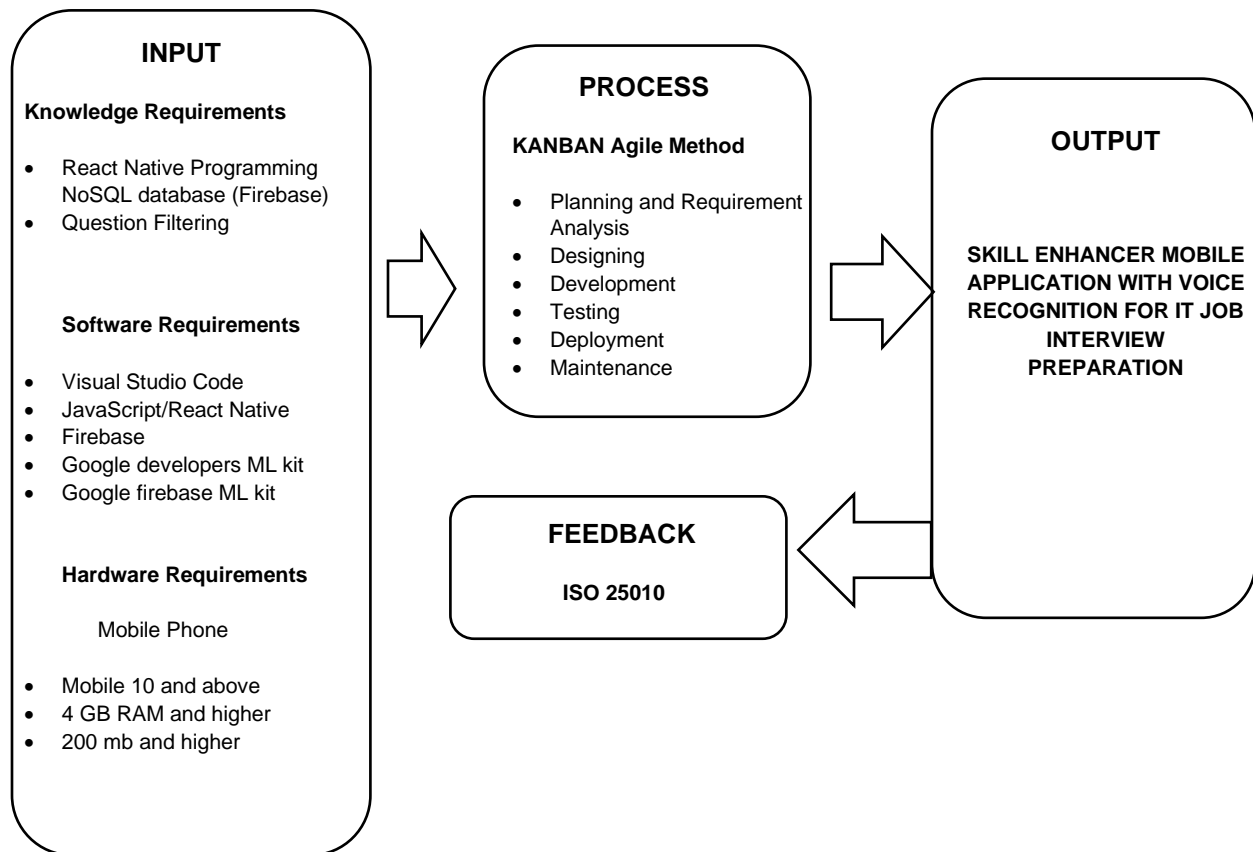 INPUT
Knowledge Requirements
• React Native Programming
NoSQL database (Firebase)
• Question Filtering
Software Requirements
• Visual Studio Code
• JavaScript/React Native
• Firebase
• Google developers ML kit
• Google firebase ML kit
Hardware Requirements
Mobile Phone
• Mobile 10 and above
• 4 GB RAM and higher
• 200 mb and higher
PROCESS
KANBAN Agile Method
• Planning and Requirement
Analysis
• Designing
• Development
• Testing
• Deployment
• Maintenance
OUTPUT
SKILL ENHANCER MOBILE
APPLICATION WITH VOICE
RECOGNITION FOR IT JOB
INTERVIEW
PREPARATION
FEEDBACK
ISO 25010